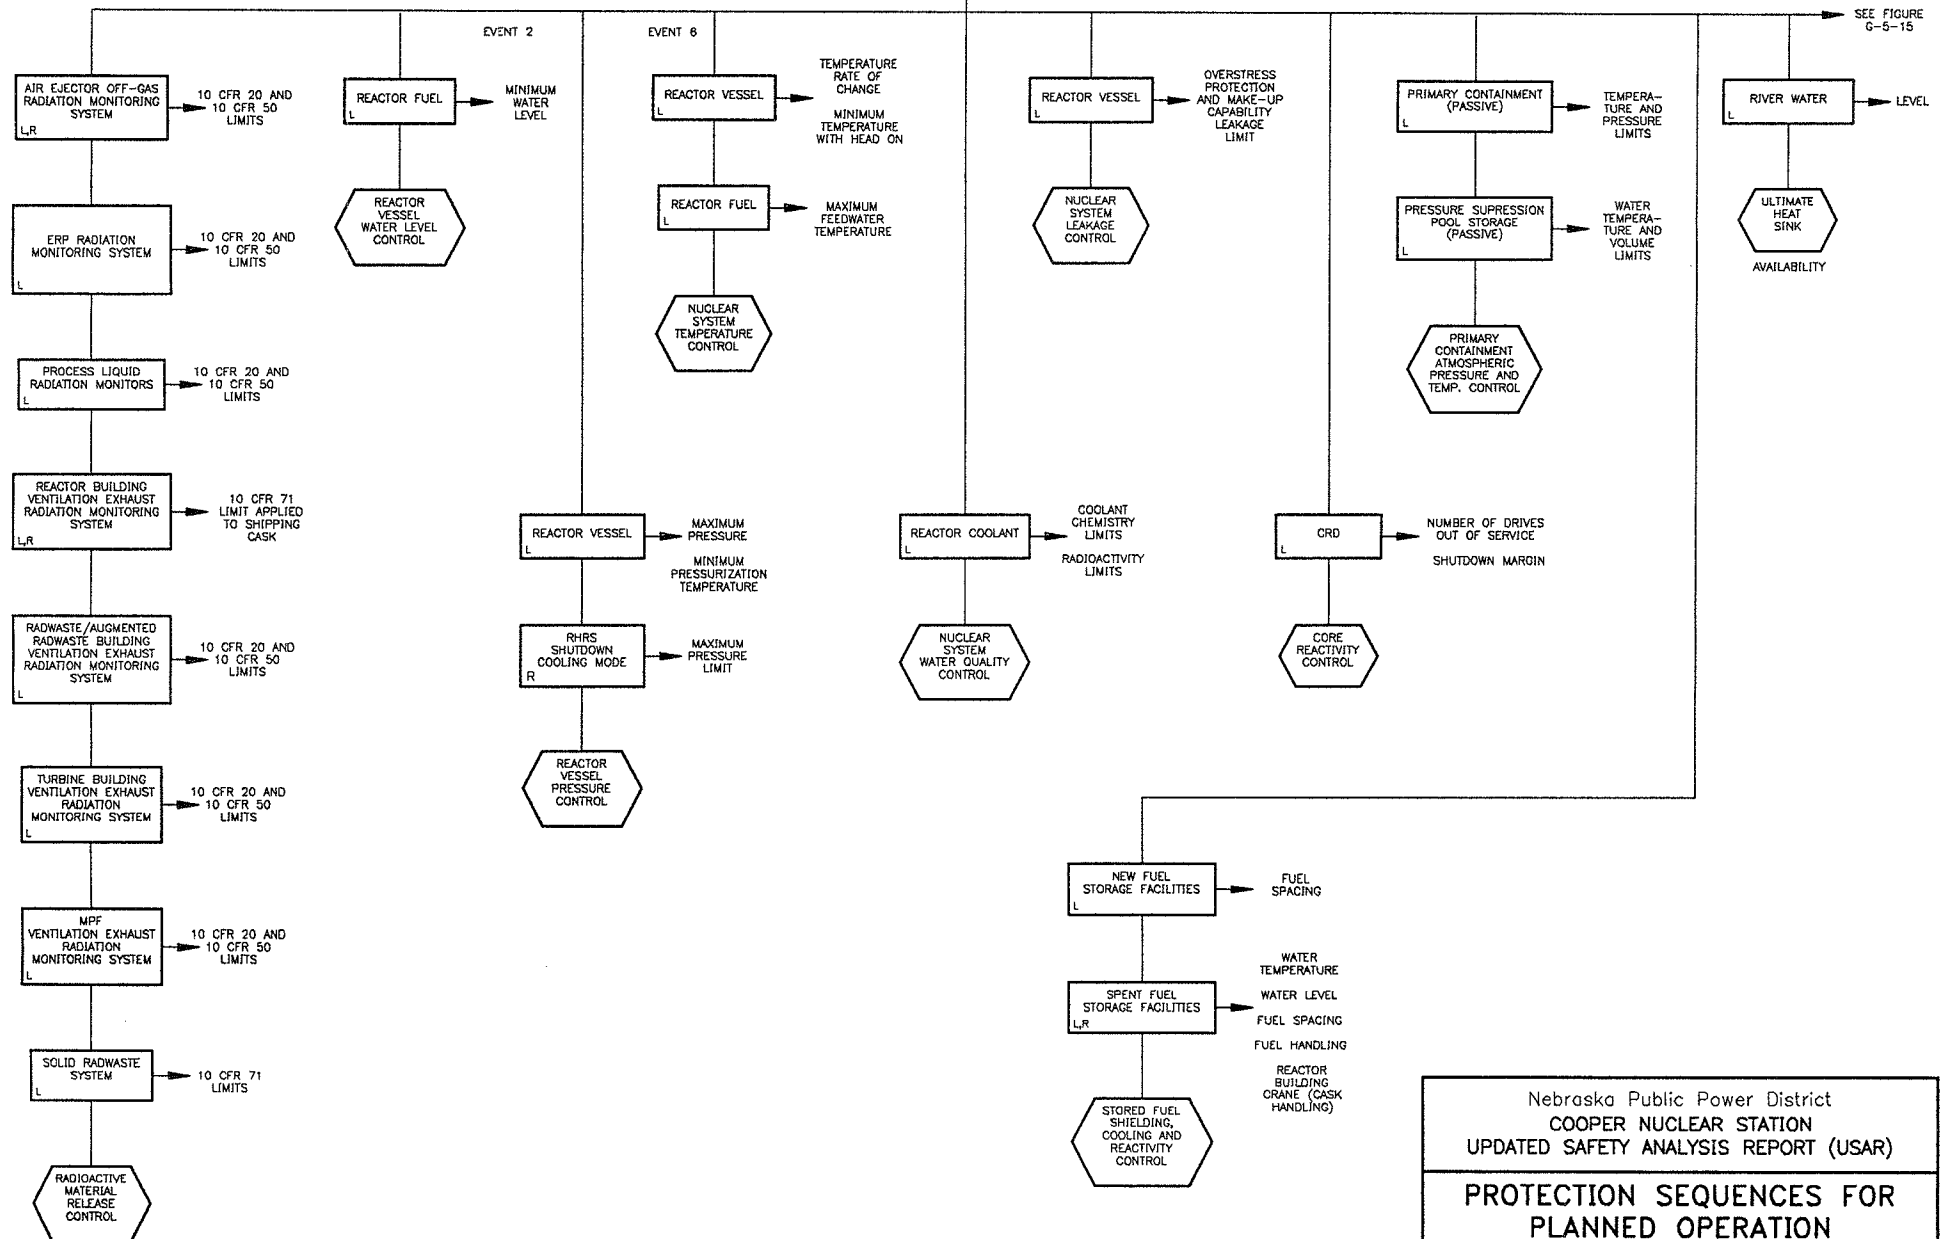 SEE FIGURE
G-5-15
EVENT 2
EVENT 6
AIR EJECTOR OFF-GAS
RADIATION MONITORING
SYSTEM
L,R
10 CFR 20 AND
10 CFR 50
LIMITS
ERP RADIATION
MONITORING SYSTEM
L
10 CFR 20 AND
10 CFR 50
LIMITS
PROCESS LIQUID
RADIATION MONITORS
L
10 CFR 20 AND
10 CFR 50
LIMITS
REACTOR BUILDING
VENTILATION EXHAUST
RADIATION MONITORING
SYSTEM
L,R
10 CFR 71
LIMIT APPLIED
TO SHIPPING
CASK
RADWASTE/AUGMENTED
RADWASTE BUILDING
VENTILATION EXHAUST
RADIATION MONITORING
SYSTEM
L
10 CFR 20 AND
10 CFR 50
LIMITS
TURBINE BUILDING
VENTILATION EXHAUST
RADIATION
MONITORING SYSTEM
L
10 CFR 20 AND
10 CFR 50
LIMITS
MPF
VENTILATION EXHAUST
RADIATION
MONITORING SYSTEM
L
10 CFR 20 AND
10 CFR 50
LIMITS
SOLID RADWASTE
SYSTEM
L
10 CFR 71
LIMITS
RADIOACTIVE
MATERIAL
RELEASE
CONTROL
REACTOR FUEL
L
MINIMUM
WATER
LEVEL
REACTOR
VESSEL
WATER LEVEL
CONTROL
REACTOR VESSEL
L
MAXIMUM
PRESSURE
MINIMUM
PRESSURIZATION
TEMPERATURE
RHRS
SHUTDOWN
COOLING MODE
R
MAXIMUM
PRESSURE
LIMIT
REACTOR
VESSEL
PRESSURE
CONTROL
REACTOR VESSEL
L
TEMPERATURE
RATE OF
CHANGE
MINIMUM
TEMPERATURE
WITH HEAD ON
REACTOR FUEL
L
MAXIMUM
FEEDWATER
TEMPERATURE
NUCLEAR
SYSTEM
TEMPERATURE
CONTROL
REACTOR COOLANT
L
COOLANT
CHEMISTRY
LIMITS
RADIOACTIVITY
LIMITS
NUCLEAR
SYSTEM
WATER QUALITY
CONTROL
REACTOR VESSEL
L
OVERSTRESS
PROTECTION
AND MAKE-UP
CAPABILITY
LEAKAGE
LIMIT
NUCLEAR
SYSTEM
LEAKAGE
CONTROL
CRD
L
NUMBER OF DRIVES
OUT OF SERVICE
SHUTDOWN MARGIN
CORE
REACTIVITY
CONTROL
PRIMARY CONTAINMENT
(PASSIVE)
L
TEMPERA-
TURE AND
PRESSURE
LIMITS
PRESSURE SUPRESSION
POOL STORAGE
(PASSIVE)
L
WATER
TEMPERA-
TURE AND
VOLUME
LIMITS
PRIMARY
CONTAINMENT
ATMOSPHERIC
PRESSURE AND
TEMP. CONTROL
NEW FUEL
STORAGE FACILITIES
L
FUEL
SPACING
SPENT FUEL
STORAGE FACILITIES
L,R
WATER
TEMPERATURE
WATER LEVEL
FUEL SPACING
FUEL HANDLING
REACTOR
BUILDING
CRANE (CASK
HANDLING)
STORED FUEL
SHIELDING,
COOLING AND
REACTIVITY
CONTROL
RIVER WATER
L
LEVEL
ULTIMATE
HEAT
SINK
AVAILABILITY
Nebraska Public Power District
COOPER NUCLEAR STATION
UPDATED SAFETY ANALYSIS REPORT (USAR)
PROTECTION SEQUENCES FOR
PLANNED OPERATION